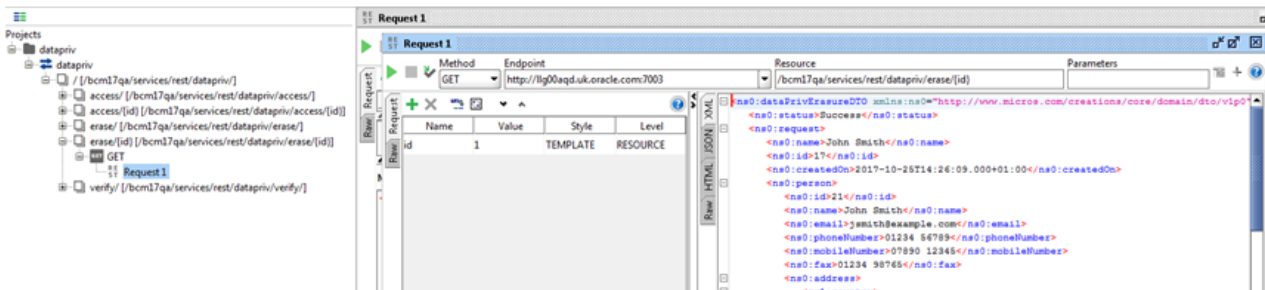 Projects
datapriv
datapriv
/ [/bcm17qa/services/rest/datapriv/]
access/ [/bcm17qa/services/rest/datapriv/access/]
access/{id} [/bcm17qa/services/rest/datapriv/access/{id}]
erase/ [/bcm17qa/services/rest/datapriv/erase/]
erase/{id} [/bcm17qa/services/rest/datapriv/erase/{id}]
GET
Request 1
verify/ [/bcm17qa/services/rest/datapriv/verify/]
Request 1
Request
Raw
Request 1
Method
Endpoint
Resource
Parameters
GET
http://llg00aqd.uk.oracle.com:7003
/bcm17qa/services/rest/datapriv/erase/{id}
Request
Raw
Name Value Style Level
id 1 TEMPLATE RESOURCE
XML
JSON
HTML
Raw
<ns0:dataPrivErasureDTO xmlns:ns0="http://www.micros.com/creations/core/domain/dto/v1p0"
<ns0:status>Success</ns0:status>
<ns0:request>
<ns0:name>John Smith</ns0:name>
<ns0:id>17</ns0:id>
<ns0:createdOn>2017-10-25T14:26:09.000+01:00</ns0:createdOn>
<ns0:person>
<ns0:id>21</ns0:id>
<ns0:name>John Smith</ns0:name>
<ns0:email>jsmith@example.com</ns0:email>
<ns0:phoneNumber>01234 56789</ns0:phoneNumber>
<ns0:mobileNumber>07890 12345</ns0:mobileNumber>
<ns0:fax>01234 98765</ns0:fax>
<ns0:address>